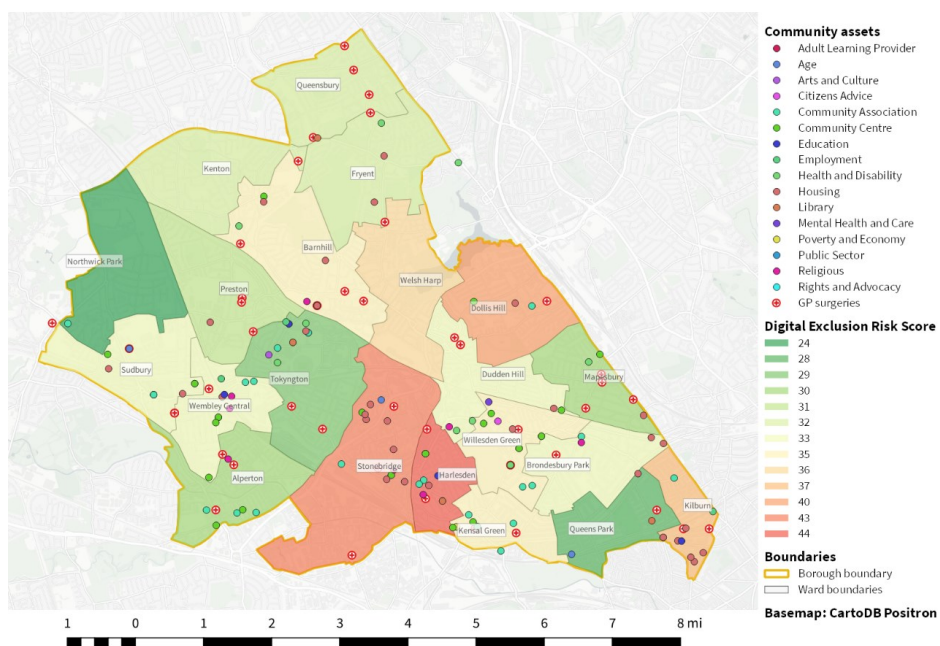 Community assets
Adult Learning Provider
Age
Arts and Culture
Citizens Advice
Community Association
Community Centre
Education
Employment
Health and Disability
Housing
Library
Mental Health and Care
Poverty and Economy
Public Sector
Religious
Rights and Advocacy
GP surgeries
Digital Exclusion Risk Score
24
28
29
30
31
32
33
35
36
37
40
43
44
Boundaries
Borough boundary
Ward boundaries
Basemap: CartoDB Positron
Queensbury
Kenton
Fryent
Northwick Park
Barnhill
Welsh Harp
Preston
Dollis Hill
Sudbury
Tokyngton
Dudden Hill
Mapesbury
Wembley Central
Willesden Green
Brondesbury Park
Stonebridge
Harlesden
Alperton
Kilburn
Kensal Green
Queens Park
1 0 1 2 3 4 5 6 7 8 mi